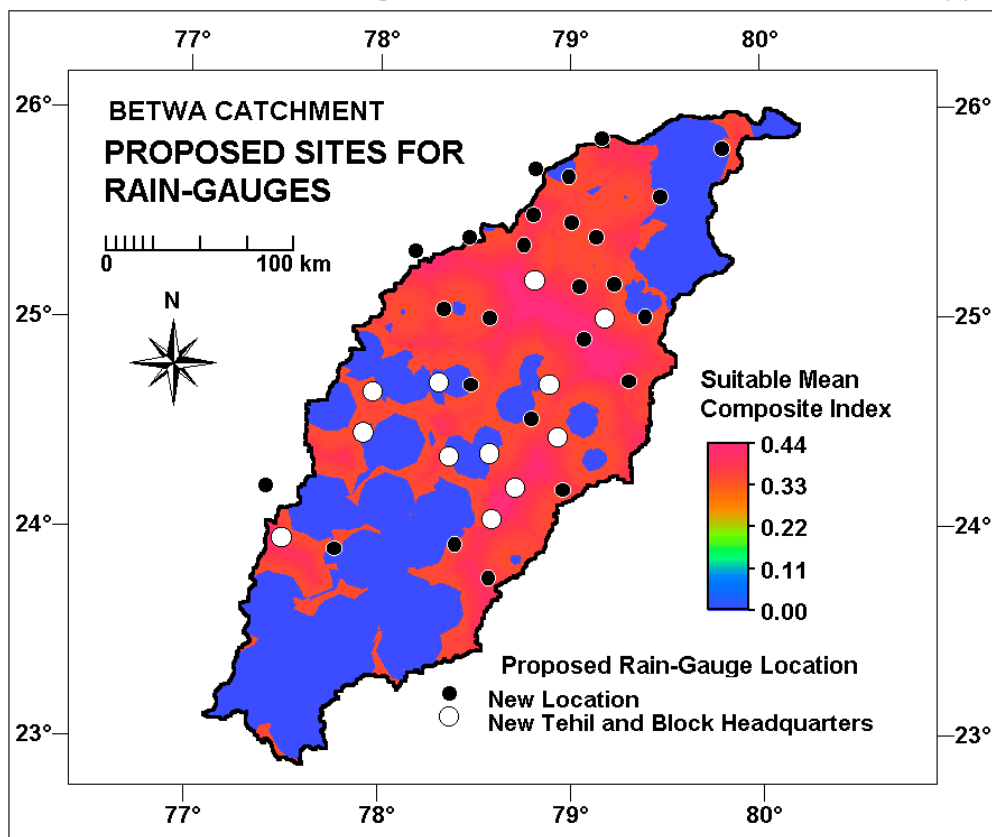 77° 78° 79° 80°
26° 26°
BETWA CATCHMENT
PROPOSED SITES FOR
RAIN-GAUGES
0 100 km
N
25° 25°
Suitable Mean
Composite Index
0.44
0.33
0.22
0.11
0.00
24° 24°
Proposed Rain-Gauge Location
New Location
New Tehil and Block Headquarters
23° 23°
77° 78° 79° 80°